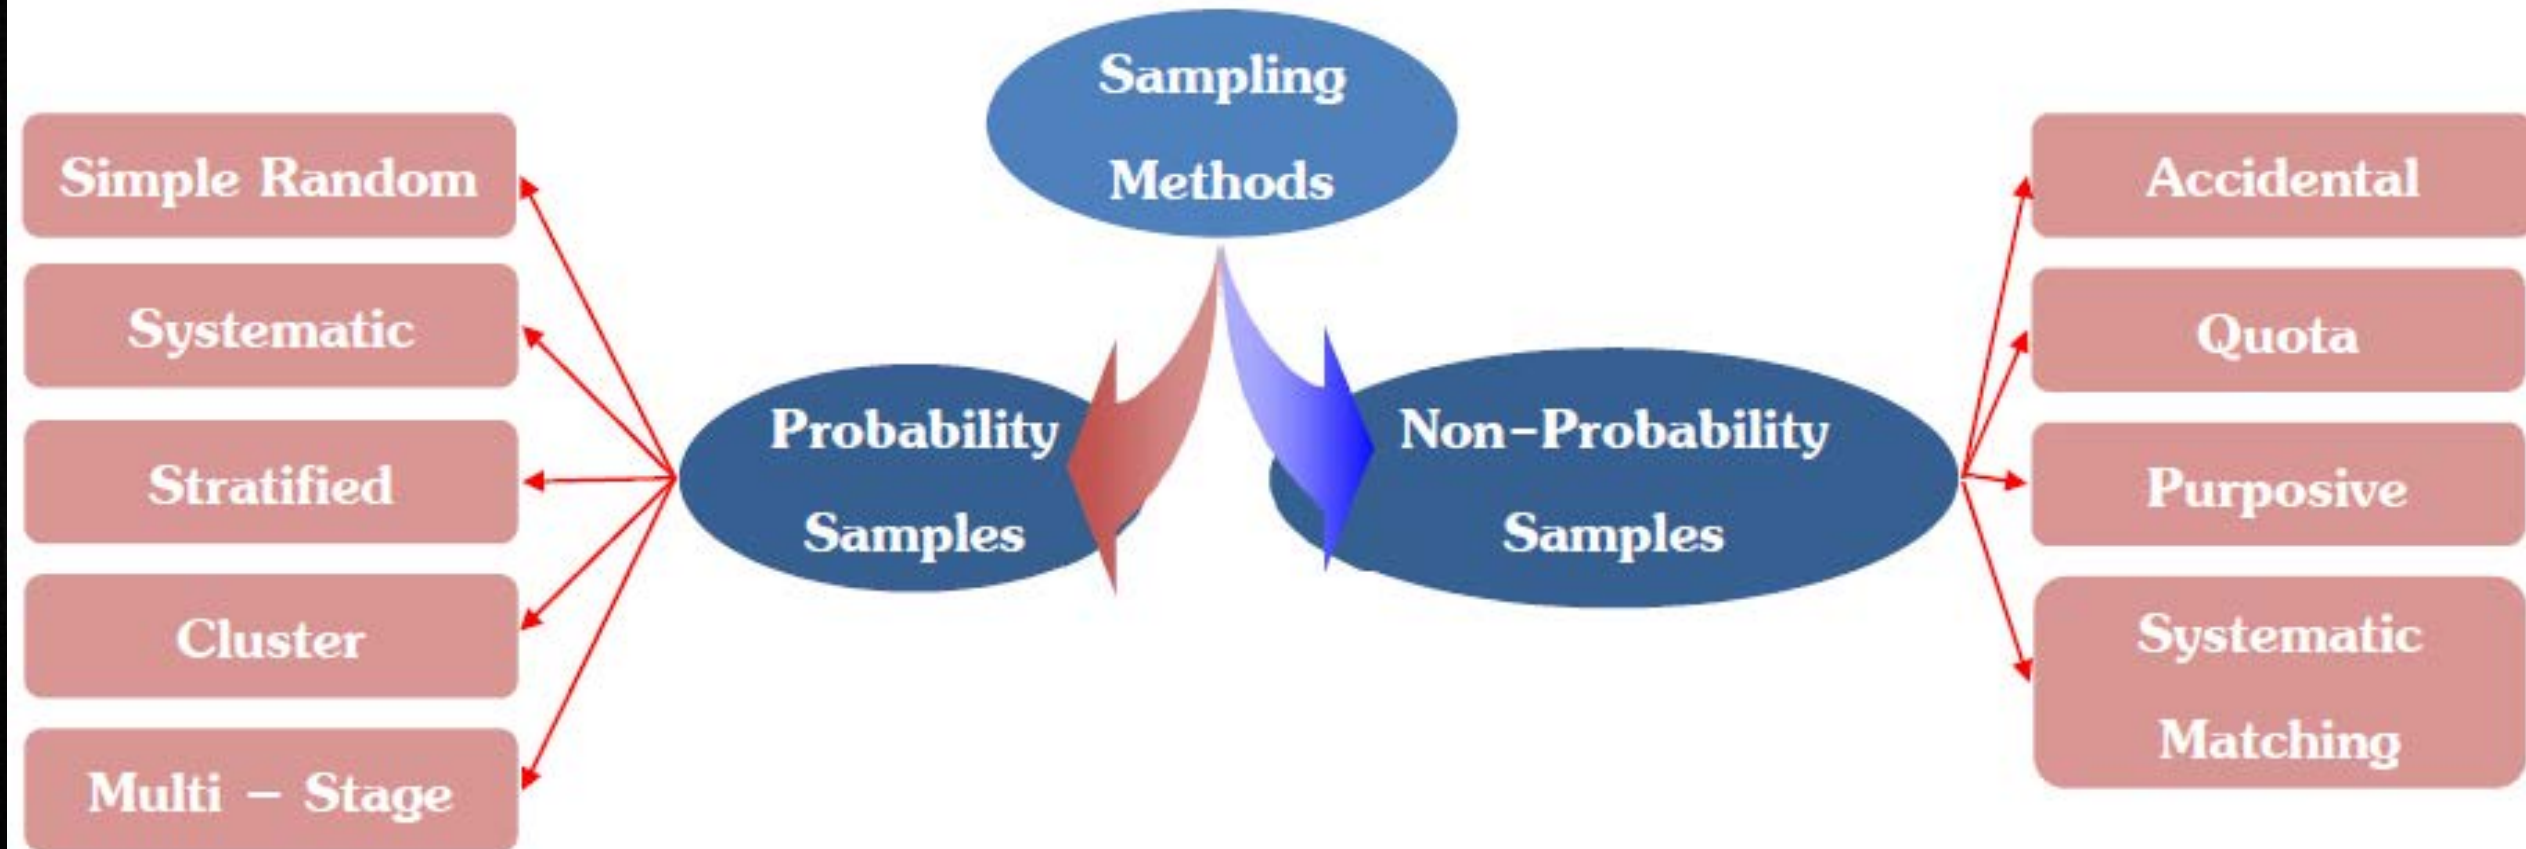 Sampling
Methods
Simple Random
Systematic
Stratified
Cluster
Multi – Stage
Probability
Samples
Non-Probability
Samples
Accidental
Quota
Purposive
Systematic
Matching